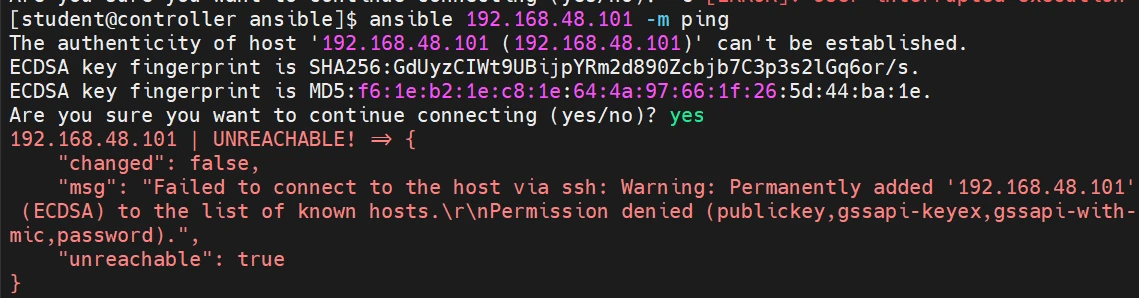 [student@controller ansible]$ ansible 192.168.48.101 -m ping
The authenticity of host '192.168.48.101 (192.168.48.101)' can't be established.
ECDSA key fingerprint is SHA256:GdUyzCIWt9UBijpYRm2d890Zcbjb7C3p3s2lGq6or/s.
ECDSA key fingerprint is MD5:f6:1e:b2:1e:c8:1e:64:4a:97:66:1f:26:5d:44:ba:1e.
Are you sure you want to continue connecting (yes/no)? yes
192.168.48.101 | UNREACHABLE! => {
    "changed": false,
    "msg": "Failed to connect to the host via ssh: Warning: Permanently added '192.168.48.101'
 (ECDSA) to the list of known hosts.\r\nPermission denied (publickey,gssapi-keyex,gssapi-with-
mic,password).",
    "unreachable": true
}